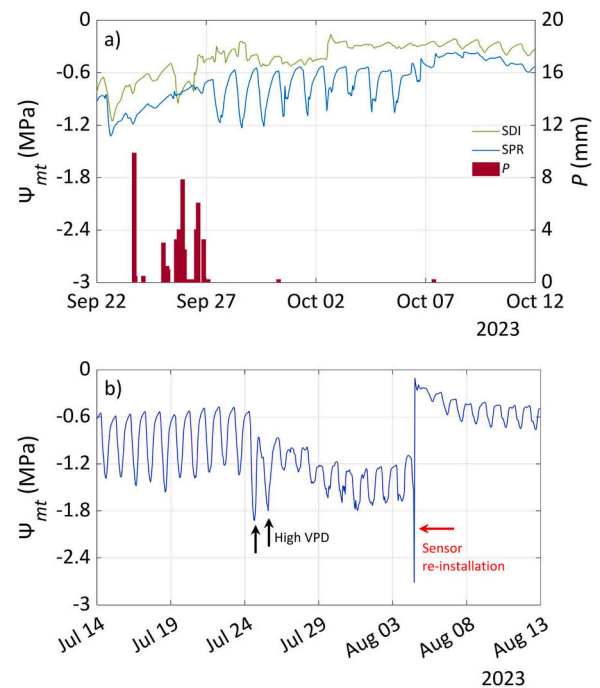 a)
0
-0.6
-1.2
-1.8
-2.4
-3
Ψmt (MPa)
20
16
12
8
4
0
P (mm)
SDI
SPR
P
Sep 22 Sep 27 Oct 02 Oct 07 Oct 12
2023
b)
0
-0.6
-1.2
-1.8
-2.4
-3
Ψmt (MPa)
High VPD
Sensor
re-installation
Jul 14 Jul 19 Jul 24 Jul 29 Aug 03 Aug 08 Aug 13
2023